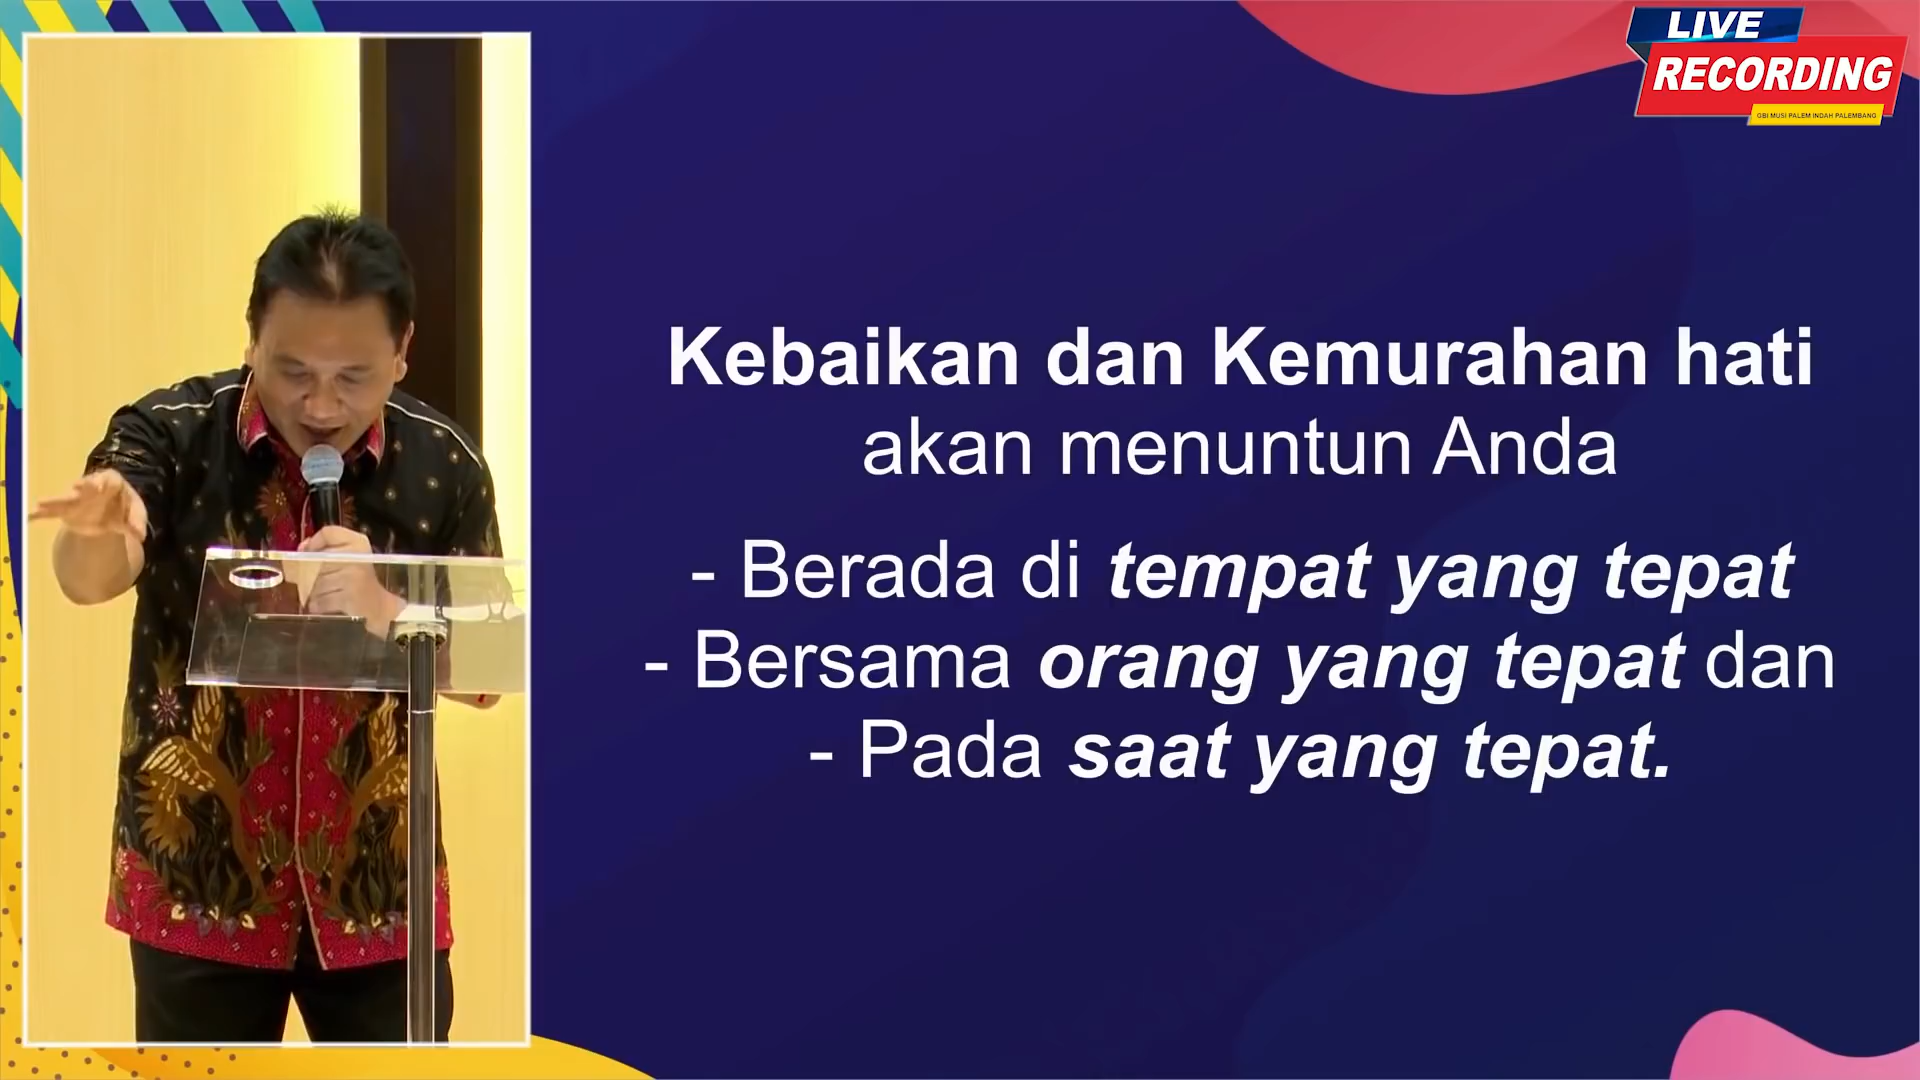 LIVE
RECORDING
GBI MUSI PALEM INDAH PALEMBANG
Kebaikan dan Kemurahan hati
akan menuntun Anda
- Berada di tempat yang tepat
- Bersama orang yang tepat dan
- Pada saat yang tepat.